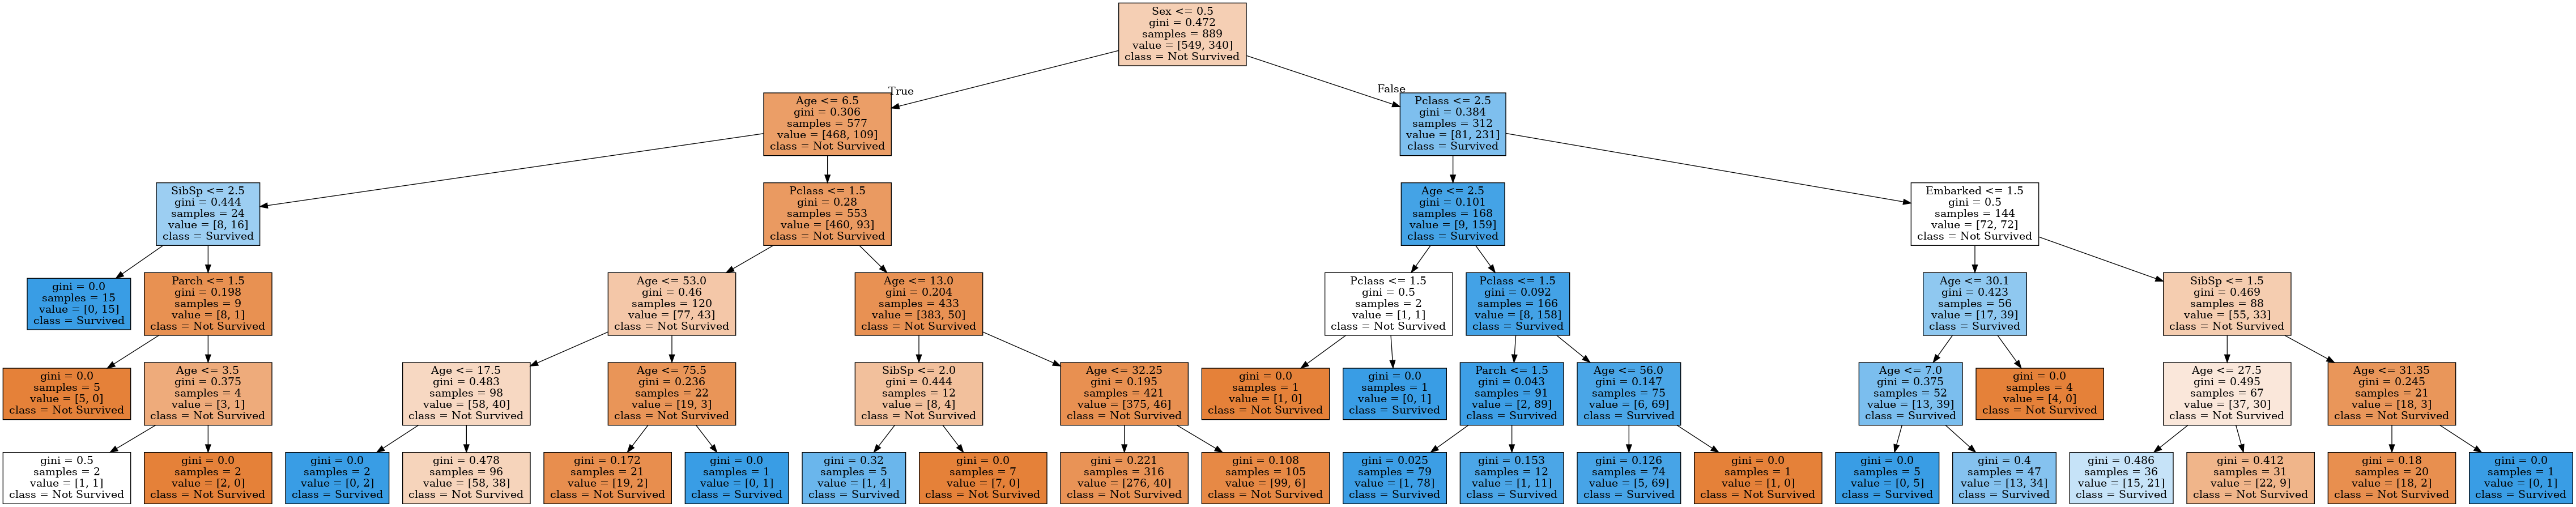 Sex <= 0.5
gini = 0.472
samples = 889
value = [549, 340]
class = Not Survived
True
False
Age <= 6.5
gini = 0.306
samples = 577
value = [468, 109]
class = Not Survived
Pclass <= 2.5
gini = 0.384
samples = 312
value = [81, 231]
class = Survived
SibSp <= 2.5
gini = 0.444
samples = 24
value = [8, 16]
class = Survived
Pclass <= 1.5
gini = 0.28
samples = 553
value = [460, 93]
class = Not Survived
Age <= 2.5
gini = 0.101
samples = 168
value = [9, 159]
class = Survived
Embarked <= 1.5
gini = 0.5
samples = 144
value = [72, 72]
class = Not Survived
gini = 0.0
samples = 15
value = [0, 15]
class = Survived
Parch <= 1.5
gini = 0.198
samples = 9
value = [8, 1]
class = Not Survived
Age <= 53.0
gini = 0.46
samples = 120
value = [77, 43]
class = Not Survived
Age <= 13.0
gini = 0.204
samples = 433
value = [383, 50]
class = Not Survived
Pclass <= 1.5
gini = 0.5
samples = 2
value = [1, 1]
class = Not Survived
Pclass <= 1.5
gini = 0.092
samples = 166
value = [8, 158]
class = Survived
Age <= 30.1
gini = 0.423
samples = 56
value = [17, 39]
class = Survived
SibSp <= 1.5
gini = 0.469
samples = 88
value = [55, 33]
class = Not Survived
gini = 0.0
samples = 5
value = [5, 0]
class = Not Survived
Age <= 3.5
gini = 0.375
samples = 4
value = [3, 1]
class = Not Survived
Age <= 17.5
gini = 0.483
samples = 98
value = [58, 40]
class = Not Survived
Age <= 75.5
gini = 0.236
samples = 22
value = [19, 3]
class = Not Survived
SibSp <= 2.0
gini = 0.444
samples = 12
value = [8, 4]
class = Not Survived
Age <= 32.25
gini = 0.195
samples = 421
value = [375, 46]
class = Not Survived
gini = 0.0
samples = 1
value = [1, 0]
class = Not Survived
gini = 0.0
samples = 1
value = [0, 1]
class = Survived
Parch <= 1.5
gini = 0.043
samples = 91
value = [2, 89]
class = Survived
Age <= 56.0
gini = 0.147
samples = 75
value = [6, 69]
class = Survived
Age <= 7.0
gini = 0.375
samples = 52
value = [13, 39]
class = Survived
gini = 0.0
samples = 4
value = [4, 0]
class = Not Survived
Age <= 27.5
gini = 0.495
samples = 67
value = [37, 30]
class = Not Survived
Age <= 31.35
gini = 0.245
samples = 21
value = [18, 3]
class = Not Survived
gini = 0.5
samples = 2
value = [1, 1]
class = Not Survived
gini = 0.0
samples = 2
value = [2, 0]
class = Not Survived
gini = 0.0
samples = 2
value = [0, 2]
class = Survived
gini = 0.478
samples = 96
value = [58, 38]
class = Not Survived
gini = 0.172
samples = 21
value = [19, 2]
class = Not Survived
gini = 0.0
samples = 1
value = [0, 1]
class = Survived
gini = 0.32
samples = 5
value = [1, 4]
class = Survived
gini = 0.0
samples = 7
value = [7, 0]
class = Not Survived
gini = 0.221
samples = 316
value = [276, 40]
class = Not Survived
gini = 0.108
samples = 105
value = [99, 6]
class = Not Survived
gini = 0.025
samples = 79
value = [1, 78]
class = Survived
gini = 0.153
samples = 12
value = [1, 11]
class = Survived
gini = 0.126
samples = 74
value = [5, 69]
class = Survived
gini = 0.0
samples = 1
value = [1, 0]
class = Not Survived
gini = 0.0
samples = 5
value = [0, 5]
class = Survived
gini = 0.4
samples = 47
value = [13, 34]
class = Survived
gini = 0.486
samples = 36
value = [15, 21]
class = Survived
gini = 0.412
samples = 31
value = [22, 9]
class = Not Survived
gini = 0.18
samples = 20
value = [18, 2]
class = Not Survived
gini = 0.0
samples = 1
value = [0, 1]
class = Survived